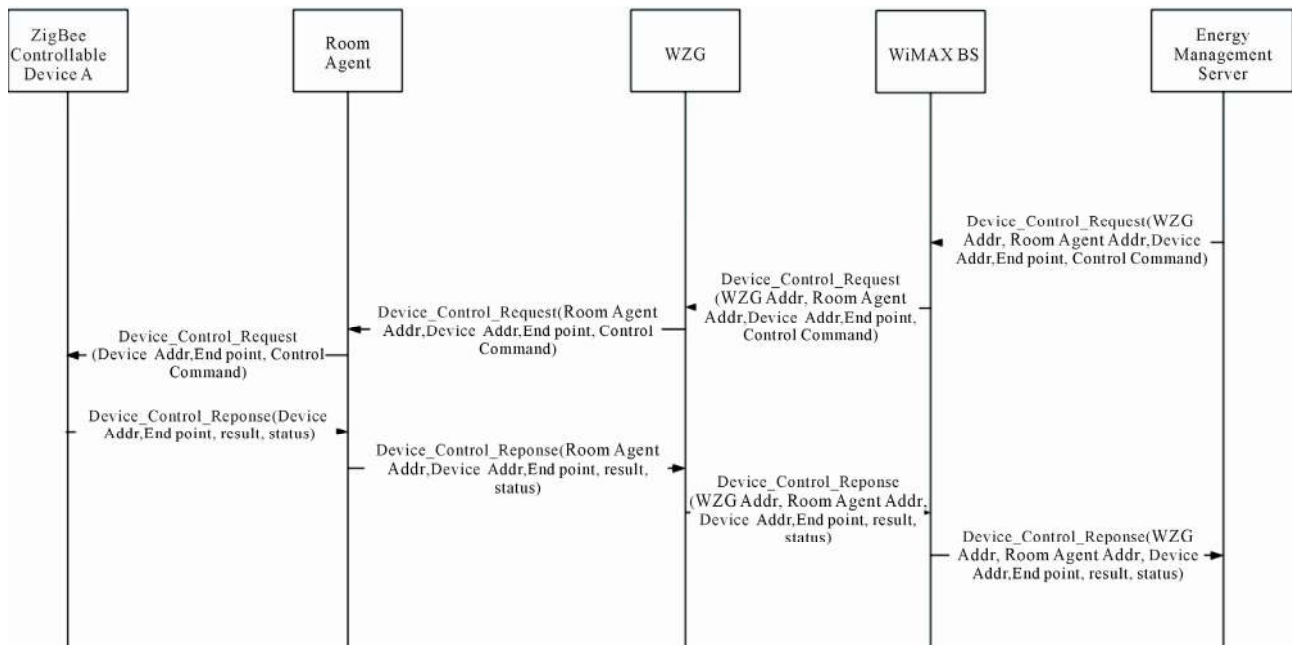 ZigBee
Controllable
Device A
Room
Agent
WZG
WiMAX BS
Energy
Management
Server
Device_Control_Request(WZG
Addr, Room Agent Addr,Device
Addr,End point, Control Command)
Device_Control_Request
(WZG Addr, Room Agent
Addr,Device Addr,End point,
Control Command)
Device_Control_Request(Room Agent
Addr,Device Addr,End point, Control
Command)
Device_Control_Request
(Device Addr,End point, Control
Command)
Device_Control_Reponse(Device
Addr,End point, result, status)
Device_Control_Reponse(Room Agent
Addr,Device Addr,End point, result,
status)
Device_Control_Reponse
(WZG Addr, Room Agent Addr,
Device Addr,End point, result,
status)
Device_Control_Reponse(WZG
Addr, Room Agent Addr, Device
Addr,End point, result, status)